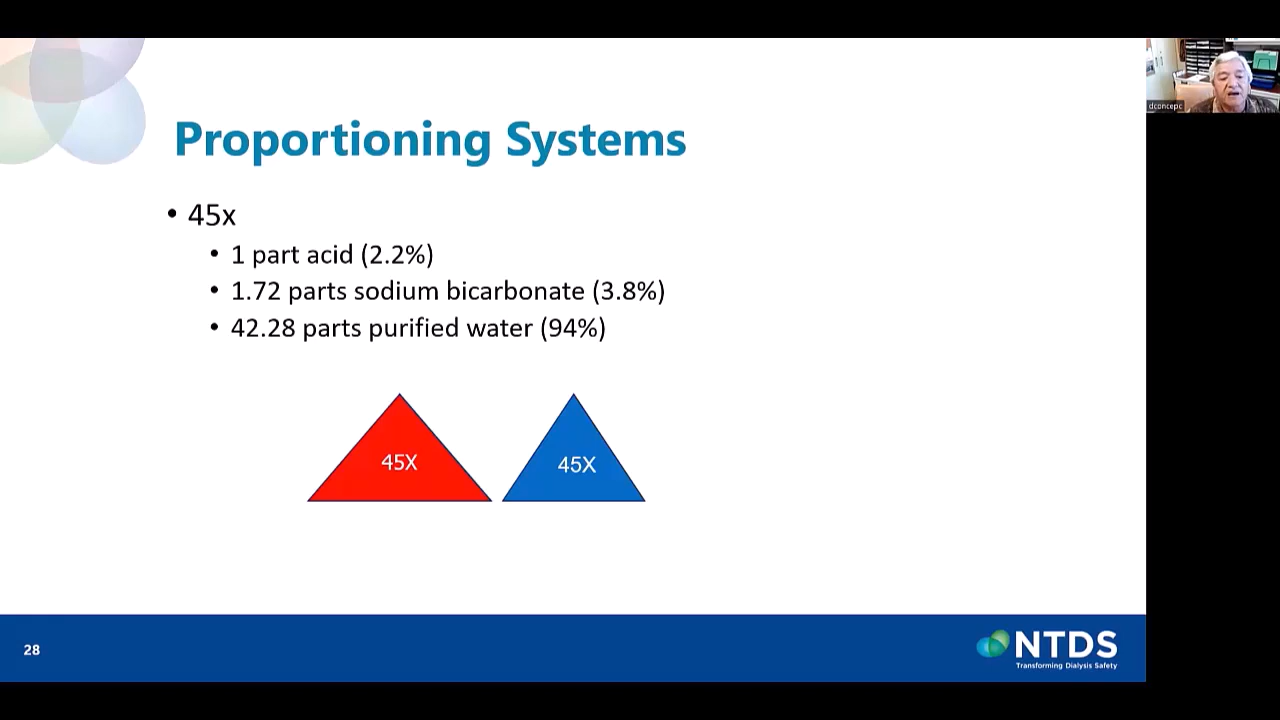 dconcepc
Proportioning Systems
• 45x
• 1 part acid (2.2%)
• 1.72 parts sodium bicarbonate (3.8%)
• 42.28 parts purified water (94%)
45X
45X
28
NTDS
Transforming Dialysis Safety